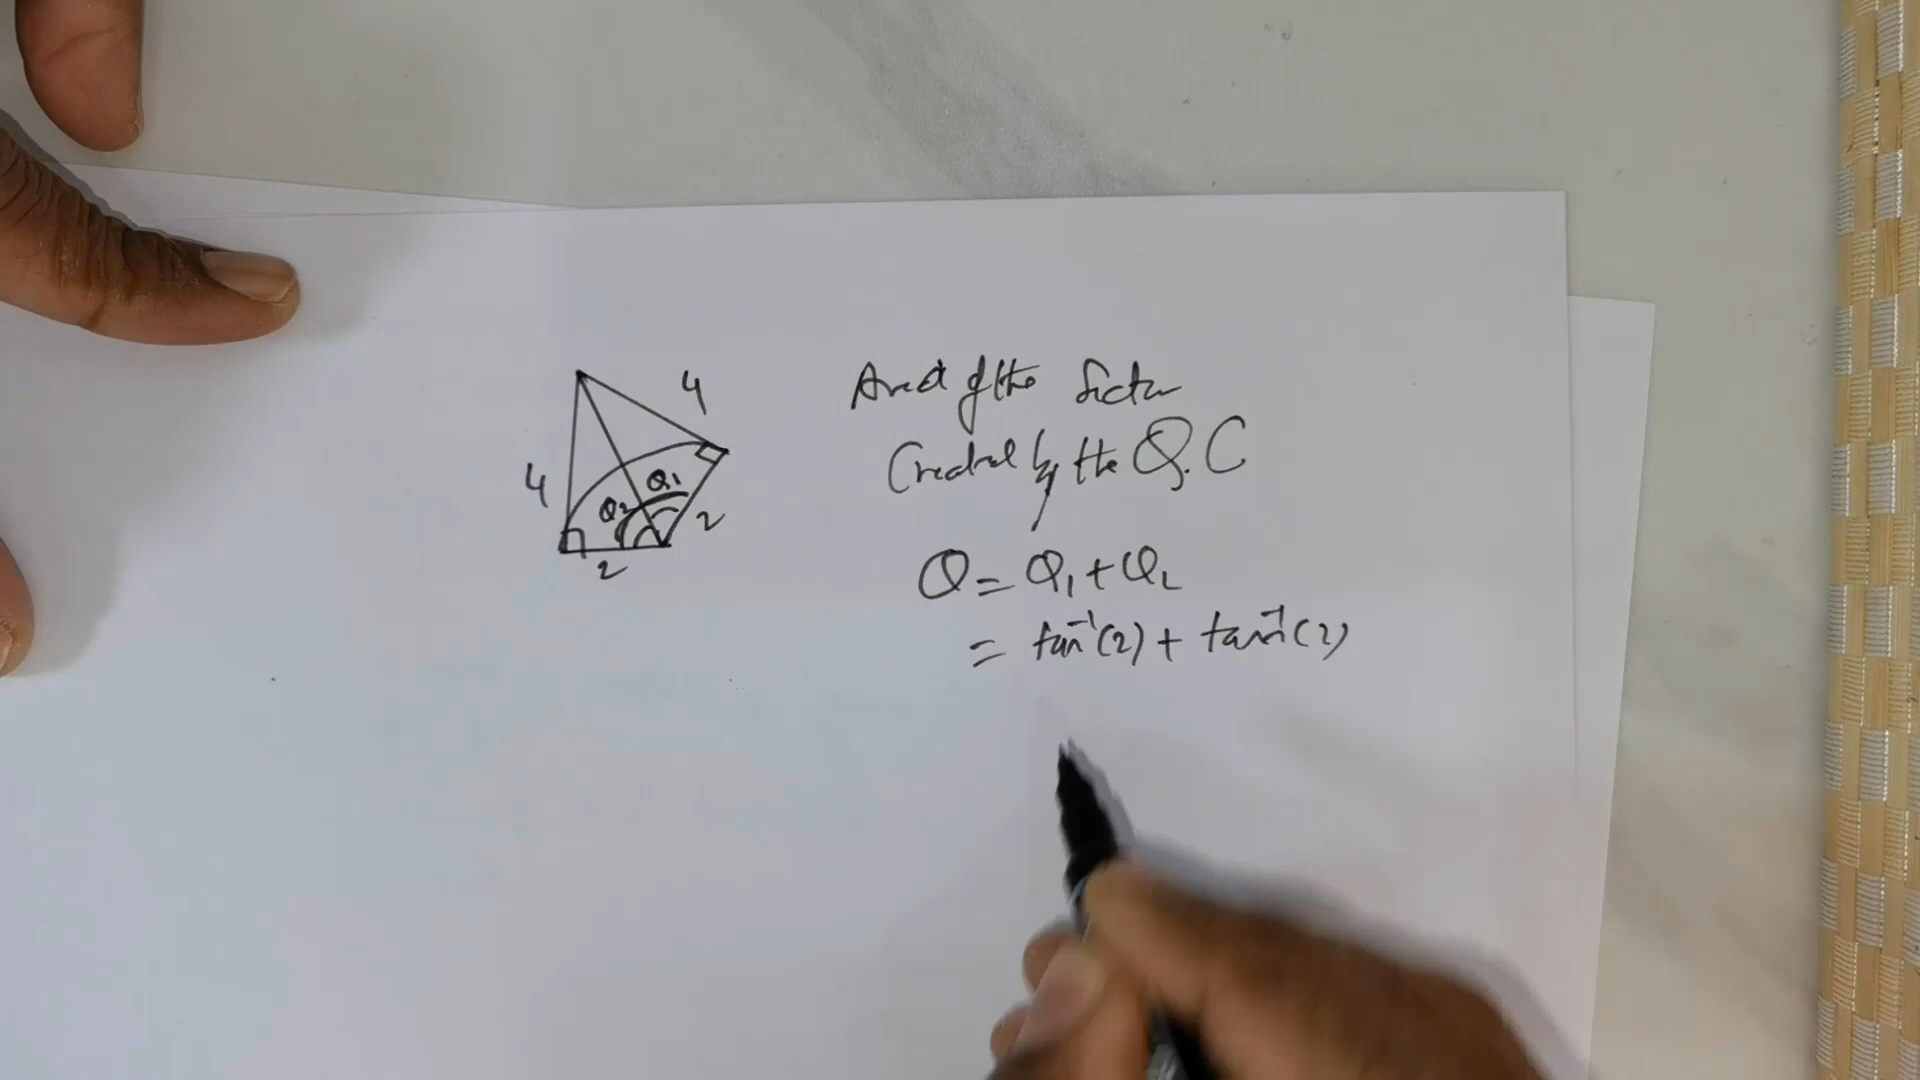 4
4
θ1
θ2
2
2
Area of the Sector
Created by the Q.C
θ = θ1 + θ2
= tan⁻¹(2) + tan⁻¹(2)